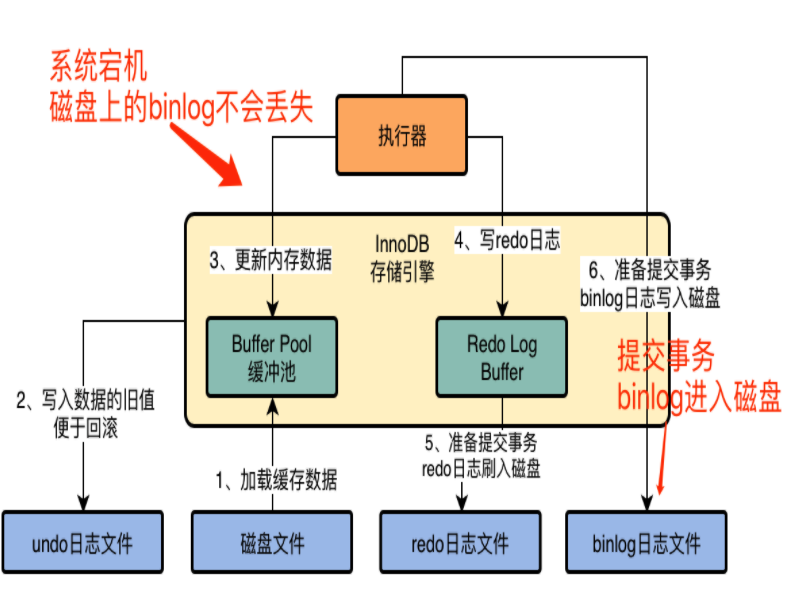 系统宕机
磁盘上的binlog不会丢失
执行器
InnoDB
存储引擎
3、更新内存数据
4、写redo日志
6、准备提交事务
binlog日志写入磁盘
Buffer Pool
缓冲池
Redo Log
Buffer
提交事务
binlog进入磁盘
2、写入数据的旧值
便于回滚
1、加载缓存数据
5、准备提交事务
redo日志刷入磁盘
undo日志文件
磁盘文件
redo日志文件
binlog日志文件